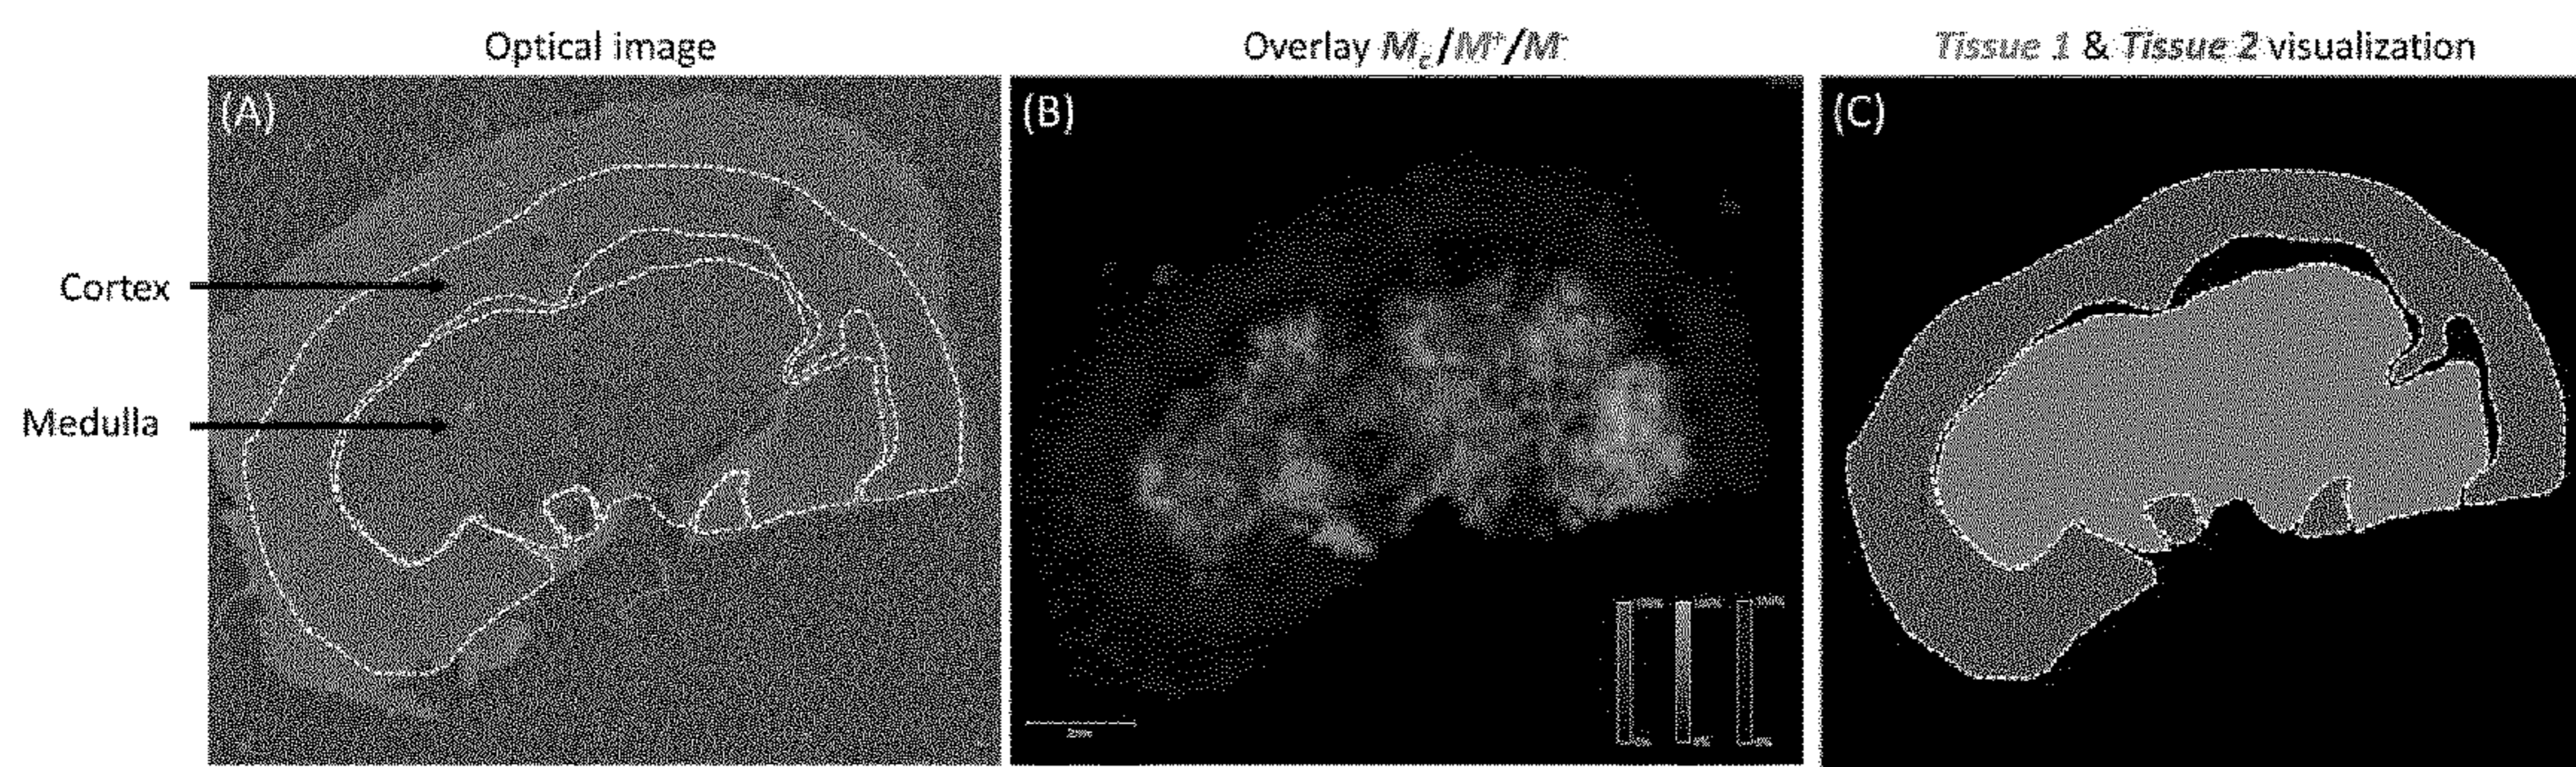 Optical image
Overlay Mc/M+/M-
Tissue 1 & Tissue 2 visualization
(A)
(B)
(C)
Cortex
Medulla